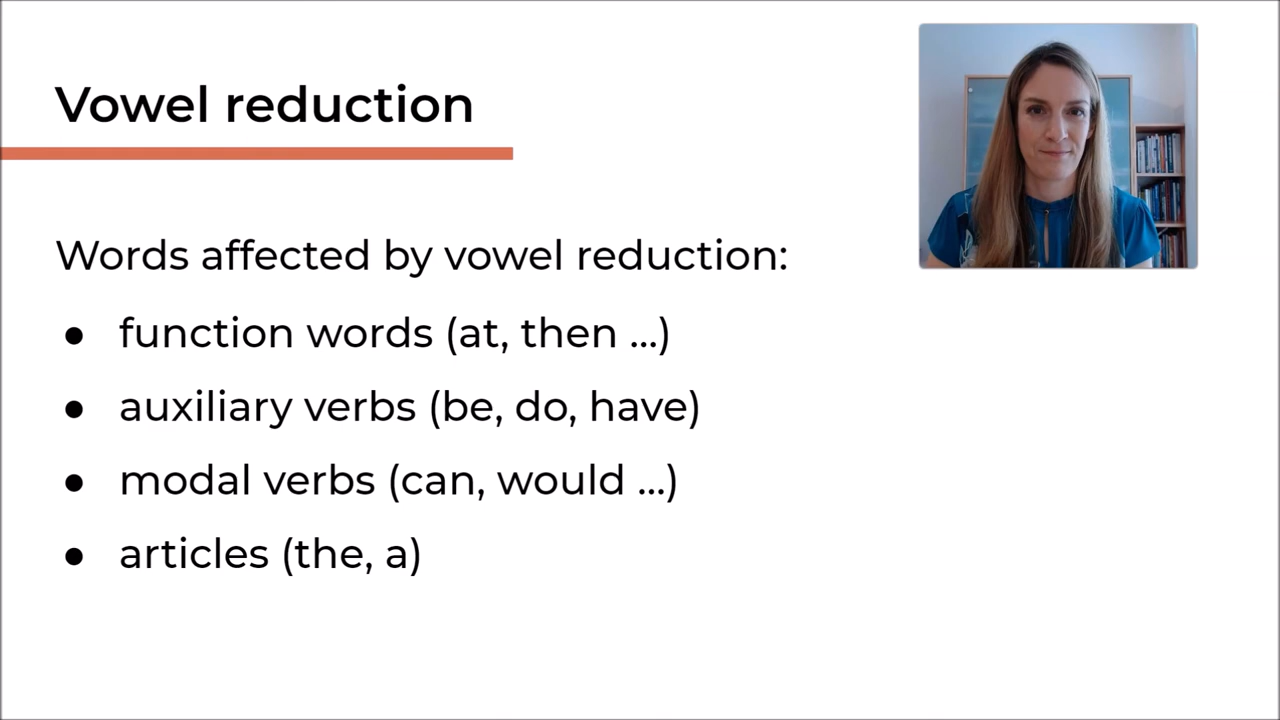 Vowel reduction
Words affected by vowel reduction:
● function words (at, then ...)
● auxiliary verbs (be, do, have)
● modal verbs (can, would ...)
● articles (the, a)